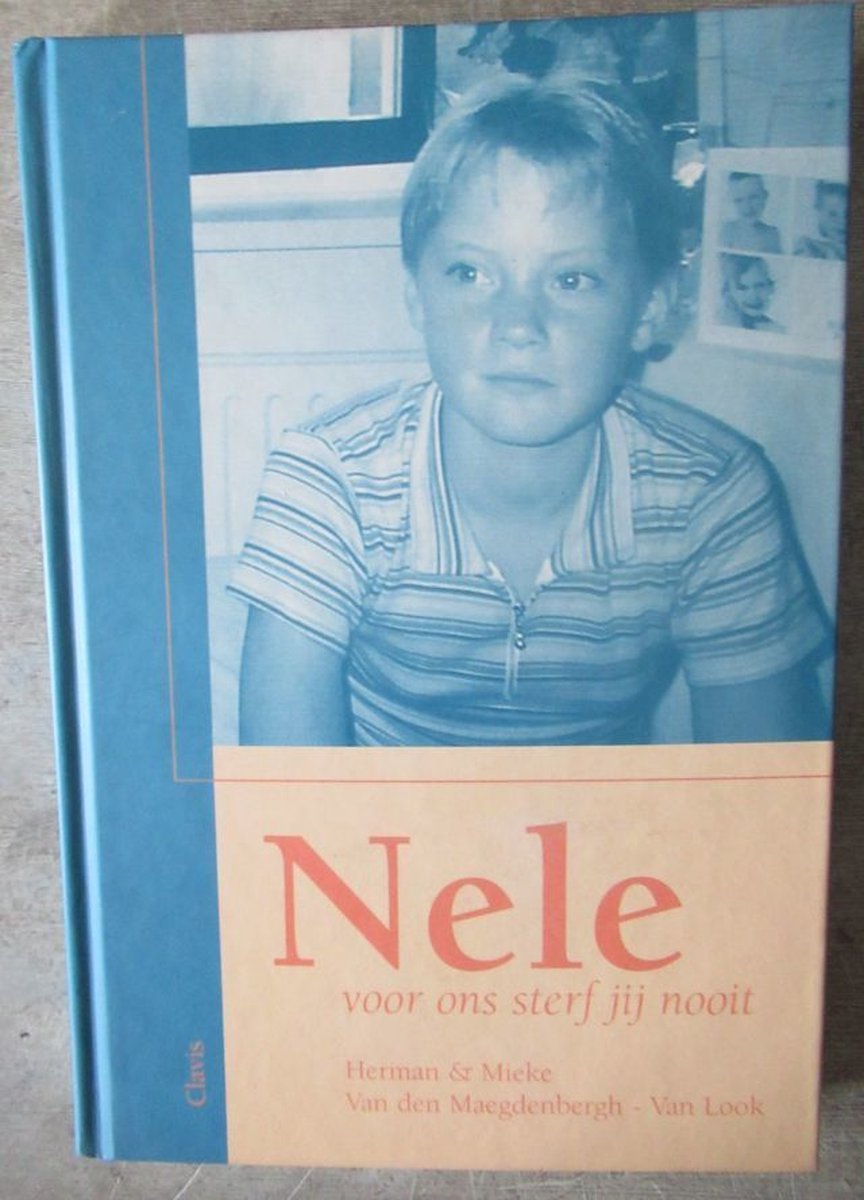 Nele
voor ons sterf jij nooit
Herman & Mieke
Van den Maegdenbergh - Van Look
Clavis